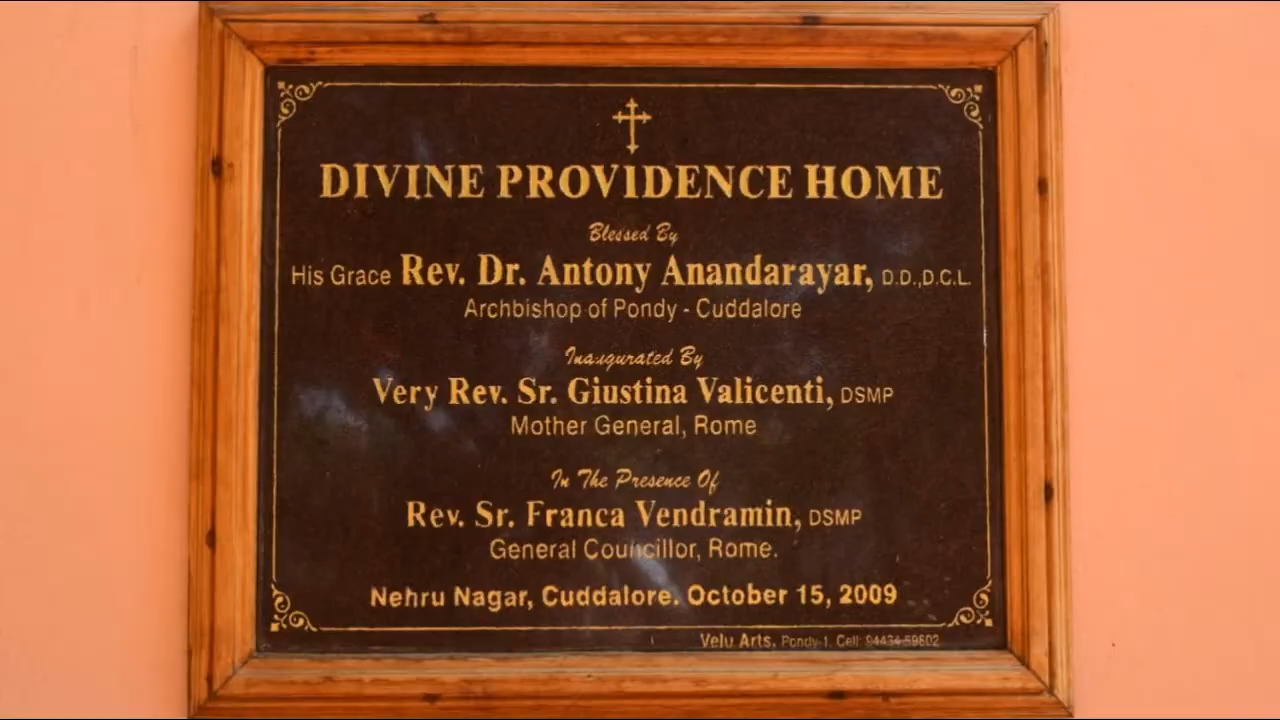 DIVINE PROVIDENCE HOME
Blessed By
His Grace Rev. Dr. Antony Anandarayar, D.D.,D.C.L.
Archbishop of Pondy - Cuddalore
Inaugurated By
Very Rev. Sr. Giustina Valicenti, DSMP
Mother General, Rome
In The Presence Of
Rev. Sr. Franca Vendramin, DSMP
General Councillor, Rome.
Nehru Nagar, Cuddalore. October 15, 2009
Velu Arts, Pondy-1. Cell: